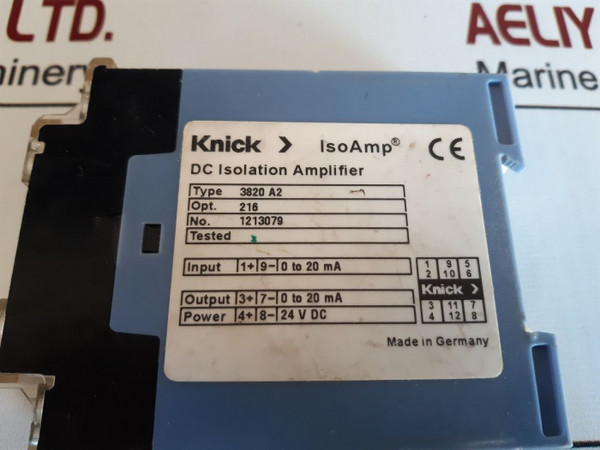 LTD.
AELIY
hinery
Marine
Knick > IsoAmp® CE
DC Isolation Amplifier
Type 3820 A2
Opt. 216
No. 1213079
Tested
Input 1+ 9- 0 to 20 mA
Output 3+ 7- 0 to 20 mA
Power 4+ 8- 24 V DC
1 9 5
2 10 6
Knick >
3 11 7
4 12 8
Made in Germany